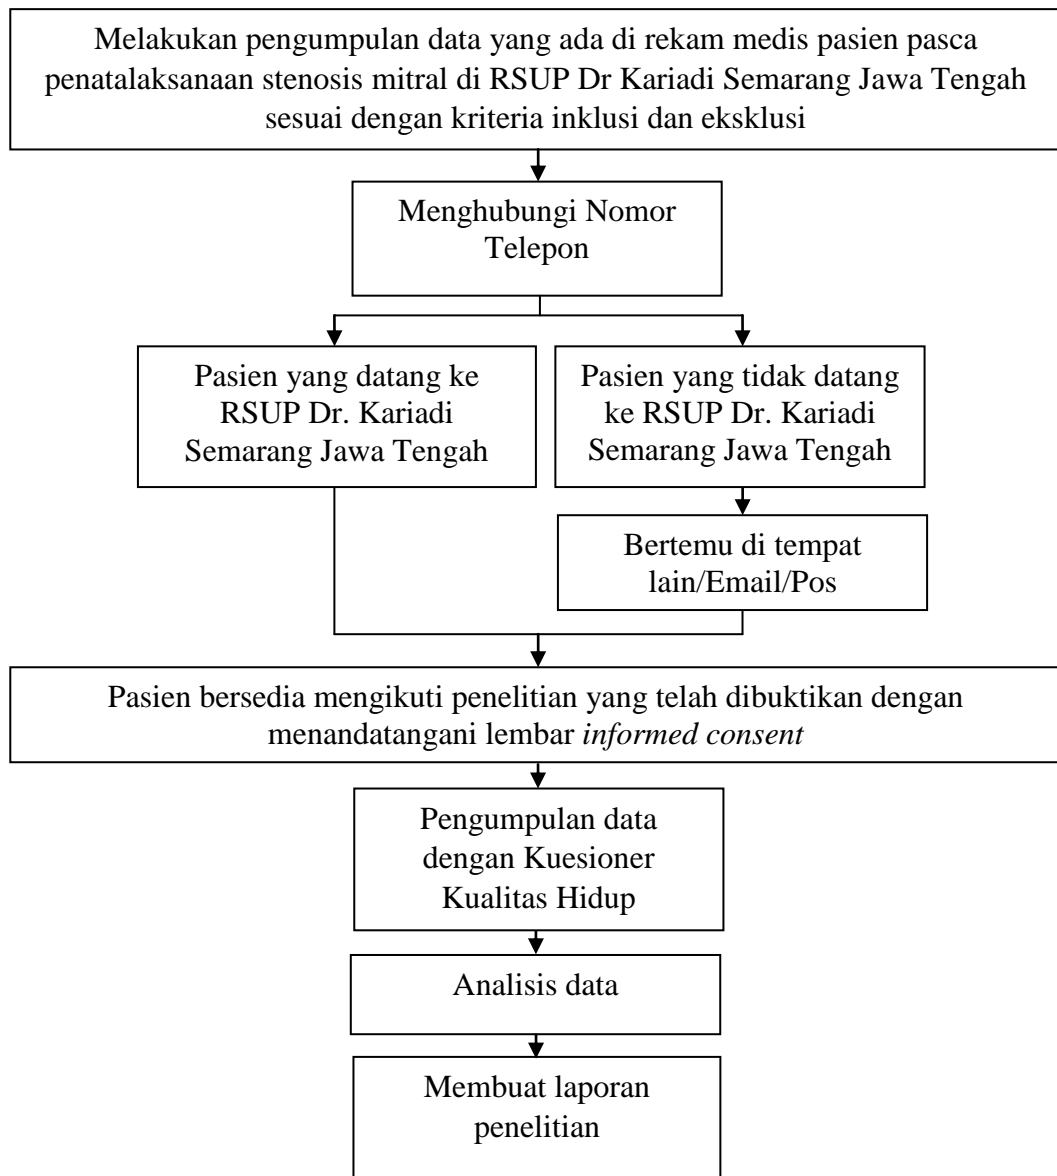 Melakukan pengumpulan data yang ada di rekam medis pasien pasca
penatalaksanaan stenosis mitral di RSUP Dr Kariadi Semarang Jawa Tengah
sesuai dengan kriteria inklusi dan eksklusi
Menghubungi Nomor
Telepon
Pasien yang datang ke
RSUP Dr. Kariadi
Semarang Jawa Tengah
Pasien yang tidak datang
ke RSUP Dr. Kariadi
Semarang Jawa Tengah
Bertemu di tempat
lain/Email/Pos
Pasien bersedia mengikuti penelitian yang telah dibuktikan dengan
menandatangani lembar informed consent
Pengumpulan data
dengan Kuesioner
Kualitas Hidup
Analisis data
Membuat laporan
penelitian